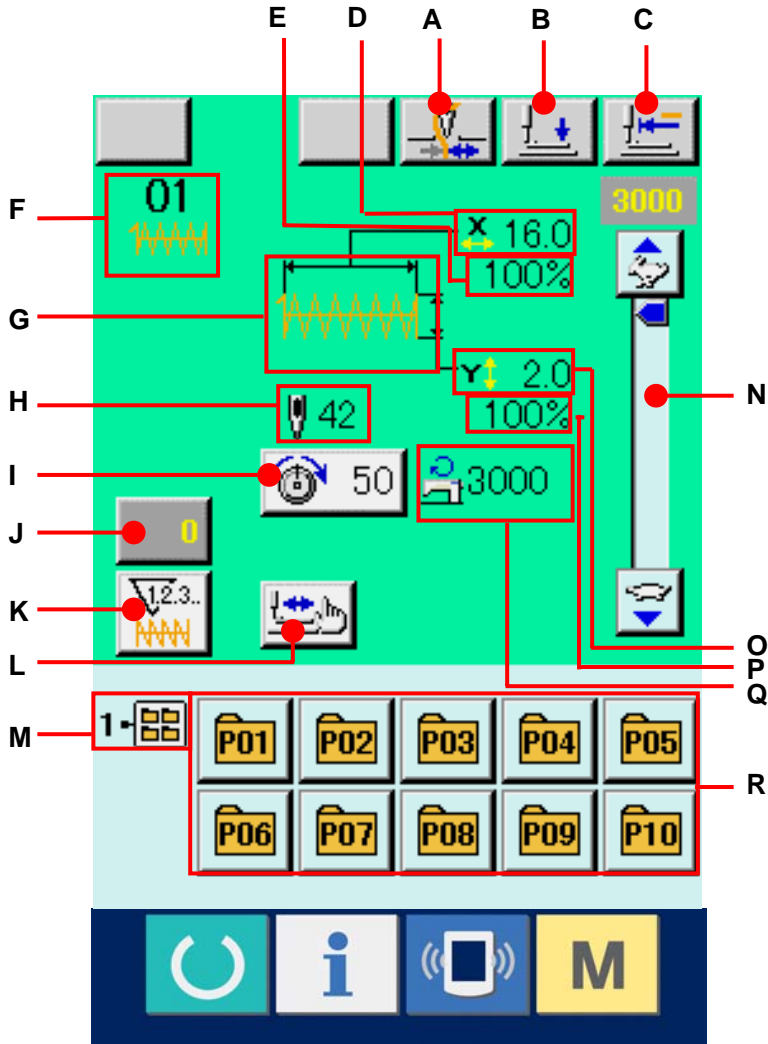 E D A B C
F 01 3000
X 16.0
100%
G
Y 2.0
H 42 100% N
I 50 3000
J 0
K 1.2.3..
L O
P
Q
M 1
P01 P02 P03 P04 P05
R
P06 P07 P08 P09 P10
i M